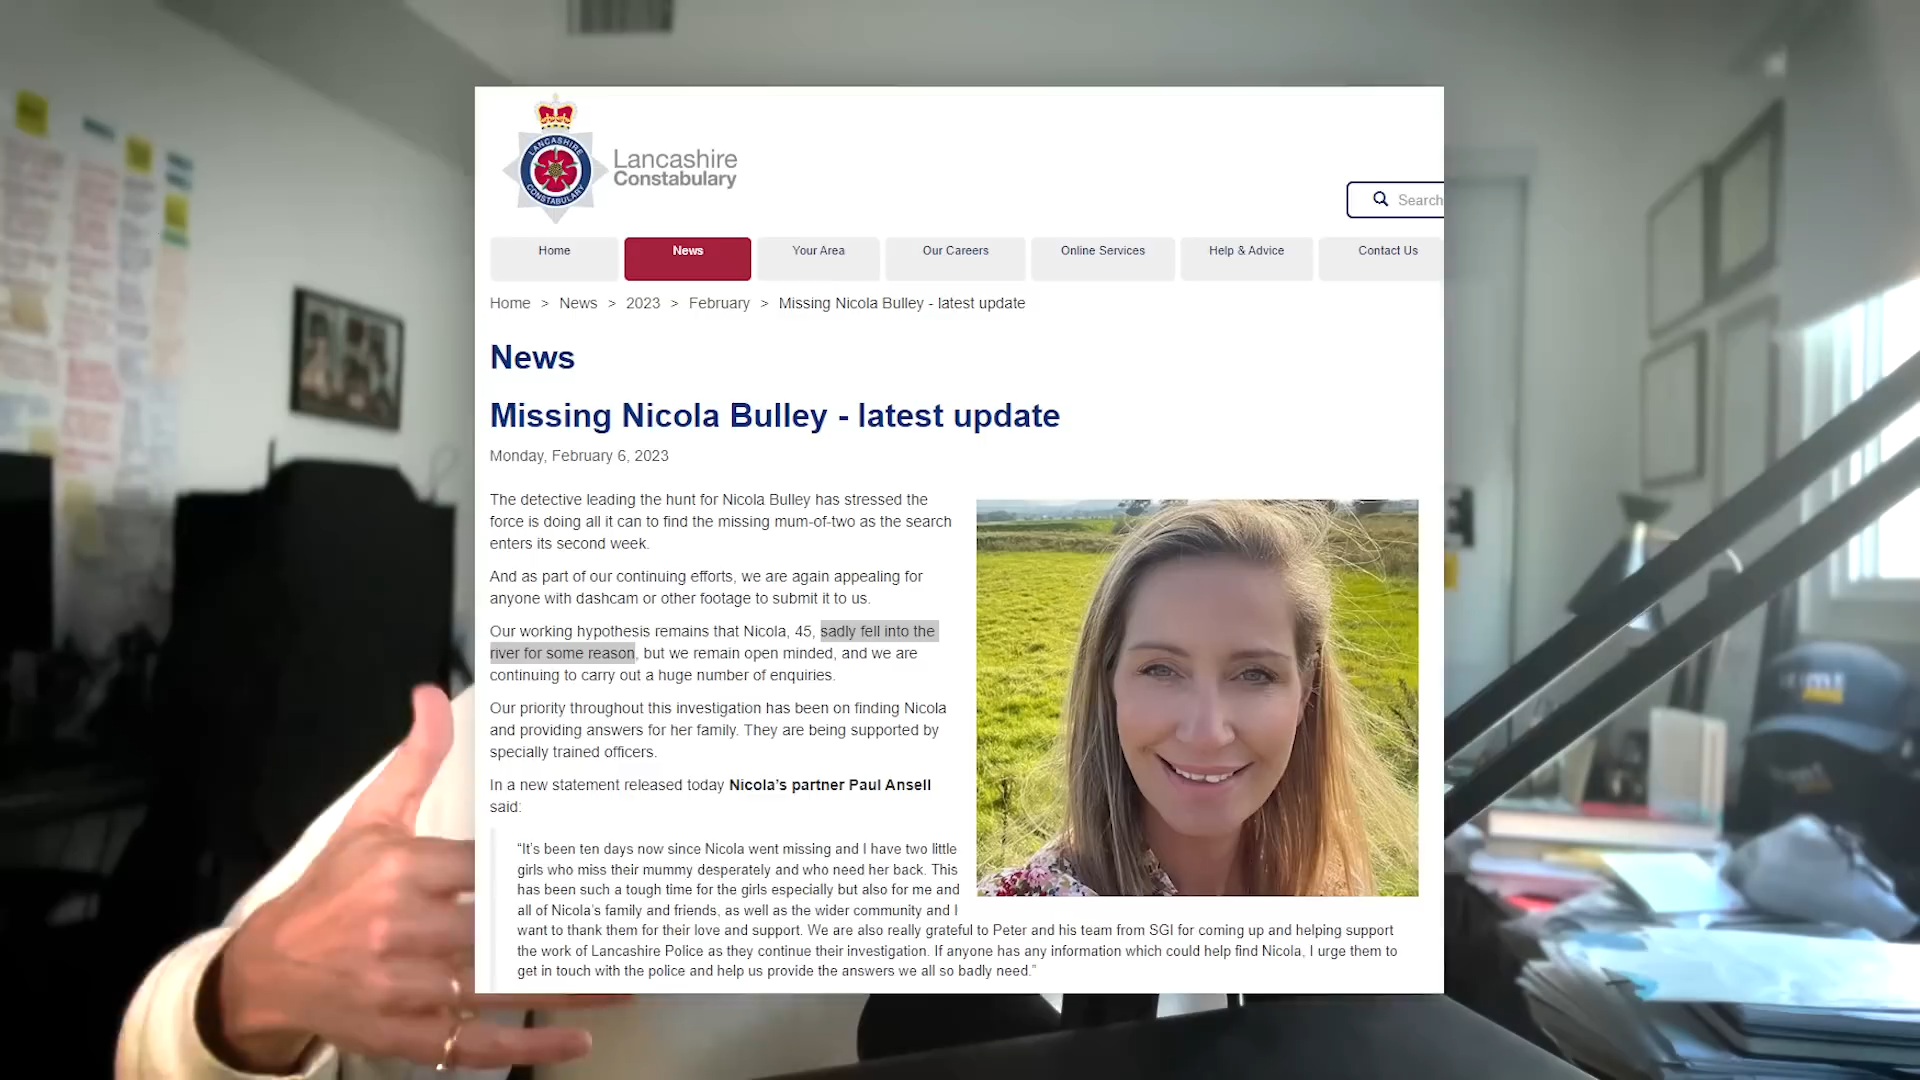 LANCASHIRE
CONSTABULARY
Lancashire
Constabulary
Search
Home
News
Your Area
Our Careers
Online Services
Help & Advice
Contact Us
Home > News > 2023 > February > Missing Nicola Bulley - latest update
News
Missing Nicola Bulley - latest update
Monday, February 6, 2023
The detective leading the hunt for Nicola Bulley has stressed the
force is doing all it can to find the missing mum-of-two as the search
enters its second week.
And as part of our continuing efforts, we are again appealing for
anyone with dashcam or other footage to submit it to us.
Our working hypothesis remains that Nicola, 45, sadly fell into the
river for some reason, but we remain open minded, and we are
continuing to carry out a huge number of enquiries.
Our priority throughout this investigation has been on finding Nicola
and providing answers for her family. They are being supported by
specially trained officers.
In a new statement released today Nicola’s partner Paul Ansell
said:
“It’s been ten days now since Nicola went missing and I have two little
girls who miss their mummy desperately and who need her back. This
has been such a tough time for the girls especially but also for me and
all of Nicola’s family and friends, as well as the wider community and I
want to thank them for their love and support. We are also really grateful to Peter and his team from SGI for coming up and helping support
the work of Lancashire Police as they continue their investigation. If anyone has any information which could help find Nicola, I urge them to
get in touch with the police and help us provide the answers we all so badly need.”